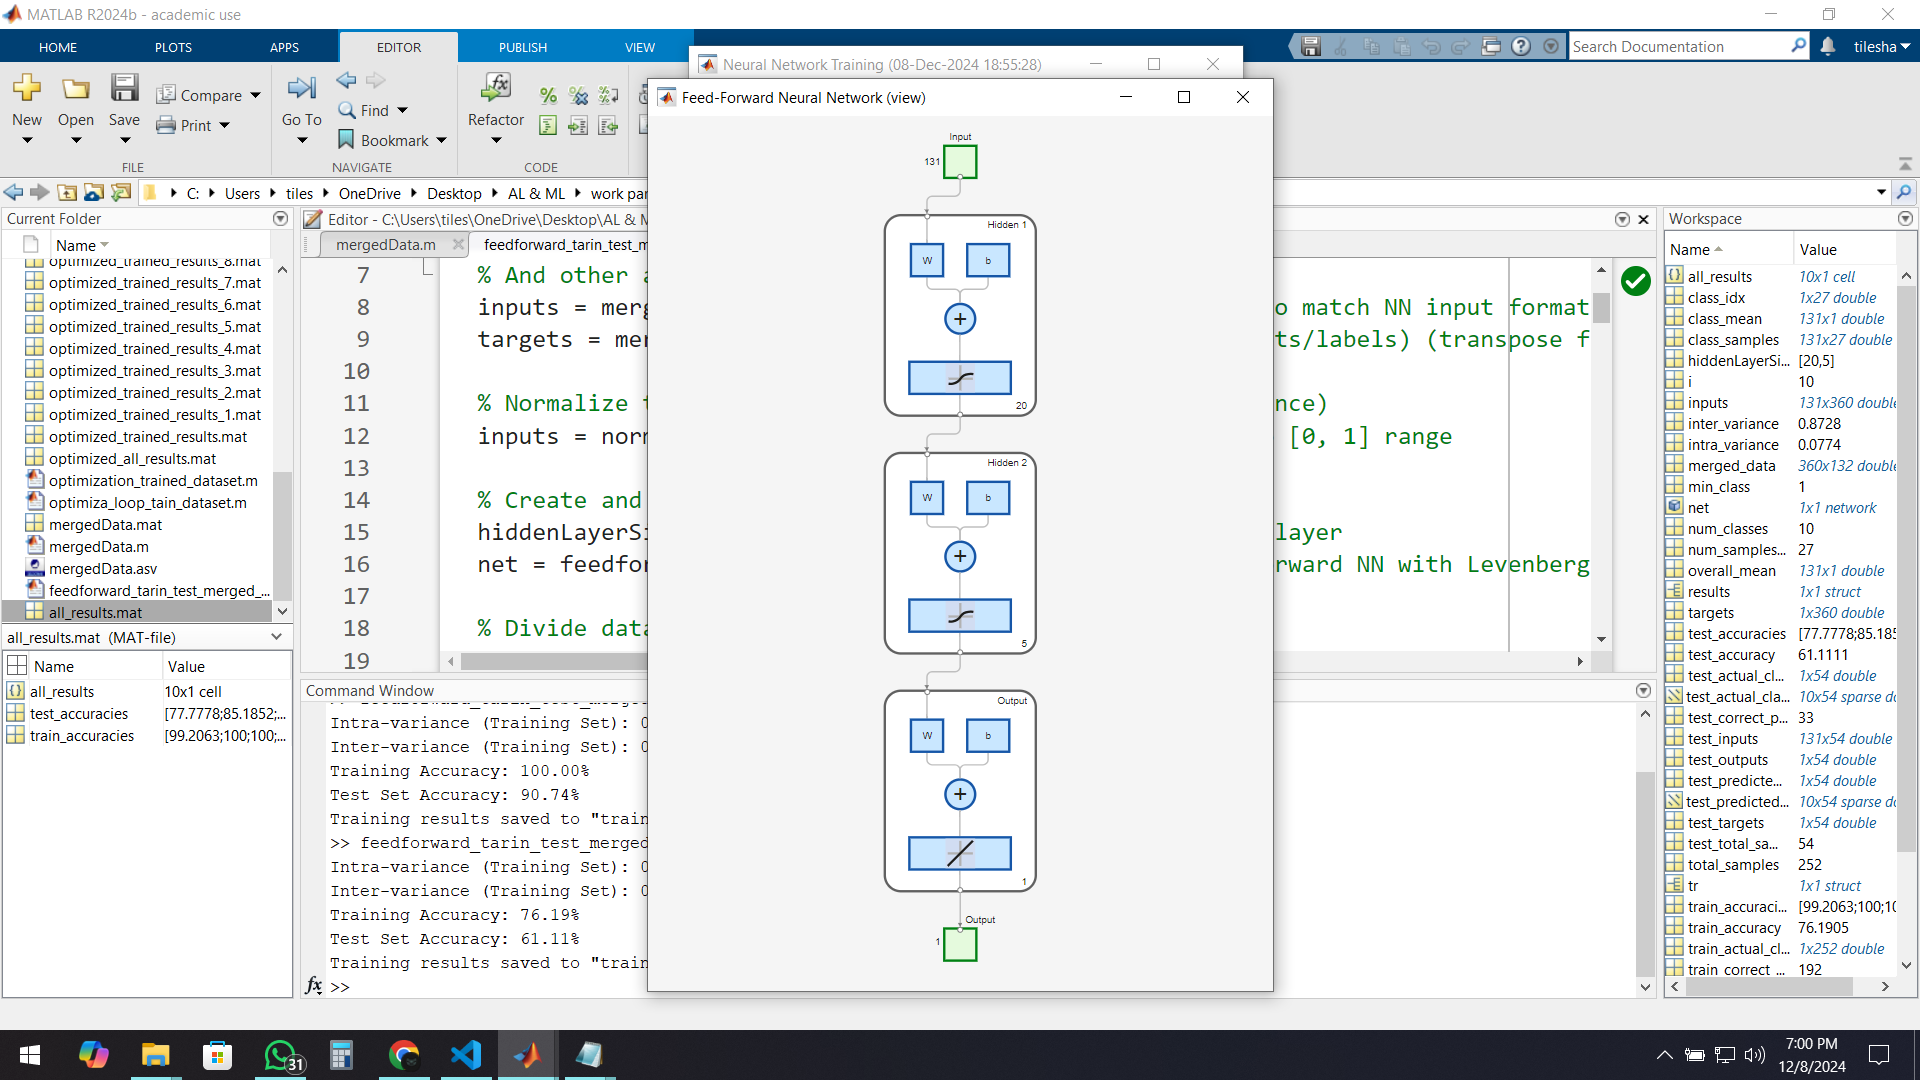 MATLAB R2024b - academic use
HOME
PLOTS
APPS
EDITOR
PUBLISH
VIEW
Search Documentation
tilesha
New
Open
Save
Compare
Print
FILE
Go To
Find
Bookmark
NAVIGATE
Refactor
CODE
Neural Network Training (08-Dec-2024 18:55:28)
Feed-Forward Neural Network (view)
C:
Users
tiles
OneDrive
Desktop
AL & ML
work par
Current Folder
Name
optimized_trained_results_8.mat
optimized_trained_results_7.mat
optimized_trained_results_6.mat
optimized_trained_results_5.mat
optimized_trained_results_4.mat
optimized_trained_results_3.mat
optimized_trained_results_2.mat
optimized_trained_results_1.mat
optimized_trained_results.mat
optimized_all_results.mat
optimization_trained_dataset.m
optimiza_loop_tain_dataset.m
mergedData.mat
mergedData.m
mergedData.asv
feedforward_tarin_test_merged_...
all_results.mat
all_results.mat (MAT-file)
Name Value
all_results 10x1 cell
test_accuracies [77.7778;85.1852;...
train_accuracies [99.2063;100;100;...
Editor - C:\Users\tiles\OneDrive\Desktop\AL & M
mergedData.m
feedforward_tarin_test_m
7 % And other a
8 inputs = merg o match NN input format
9 targets = mer ts/labels) (transpose f
10
11 % Normalize t nce)
12 inputs = norm [0, 1] range
13
14 % Create and
15 hiddenLayerSi layer
16 net = feedfor rward NN with Levenberg
17
18 % Divide data
19
Command Window
Intra-variance (Training Set): 0
Inter-variance (Training Set): 0
Training Accuracy: 100.00%
Test Set Accuracy: 90.74%
Training results saved to "train
>> feedforward_tarin_test_merged
Intra-variance (Training Set): 0
Inter-variance (Training Set): 0
Training Accuracy: 76.19%
Test Set Accuracy: 61.11%
Training results saved to "train
fx >>
Input
131
Hidden 1
W b
+
20
Hidden 2
W b
+
5
Output
W b
+
1
Output
1
Workspace
Name Value
all_results 10x1 cell
class_idx 1x27 double
class_mean 131x1 double
class_samples 131x27 double
hiddenLayerSi... [20,5]
i 10
inputs 131x360 double
inter_variance 0.8728
intra_variance 0.0774
merged_data 360x132 double
min_class 1
net 1x1 network
num_classes 10
num_samples... 27
overall_mean 131x1 double
results 1x1 struct
targets 1x360 double
test_accuracies [77.7778;85.185
test_accuracy 61.1111
test_actual_cl... 1x54 double
test_actual_cla... 10x54 sparse do
test_correct_p... 33
test_inputs 131x54 double
test_outputs 1x54 double
test_predicte... 1x54 double
test_predicted... 10x54 sparse do
test_targets 1x54 double
test_total_sa... 54
total_samples 252
tr 1x1 struct
train_accuraci... [99.2063;100;10
train_accuracy 76.1905
train_actual_cl... 1x252 double
train_correct_... 192
31
7:00 PM
12/8/2024